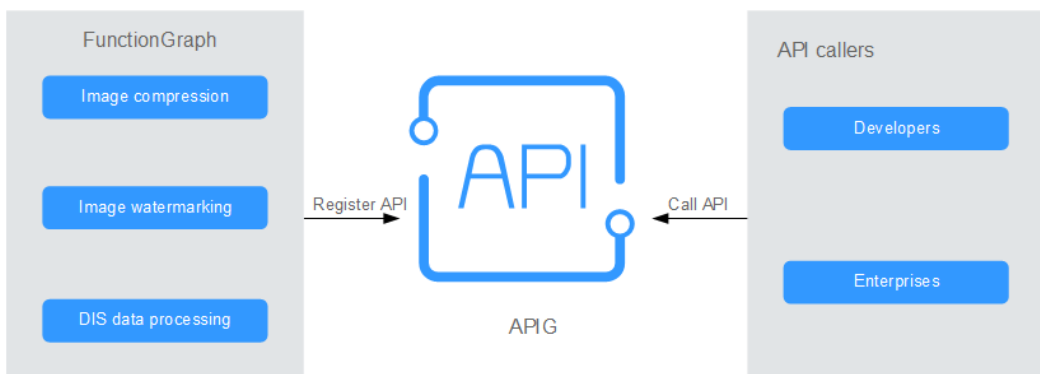 FunctionGraph
Image compression
Image watermarking
DIS data processing
Register API
API
APIG
Call API
API callers
Developers
Enterprises